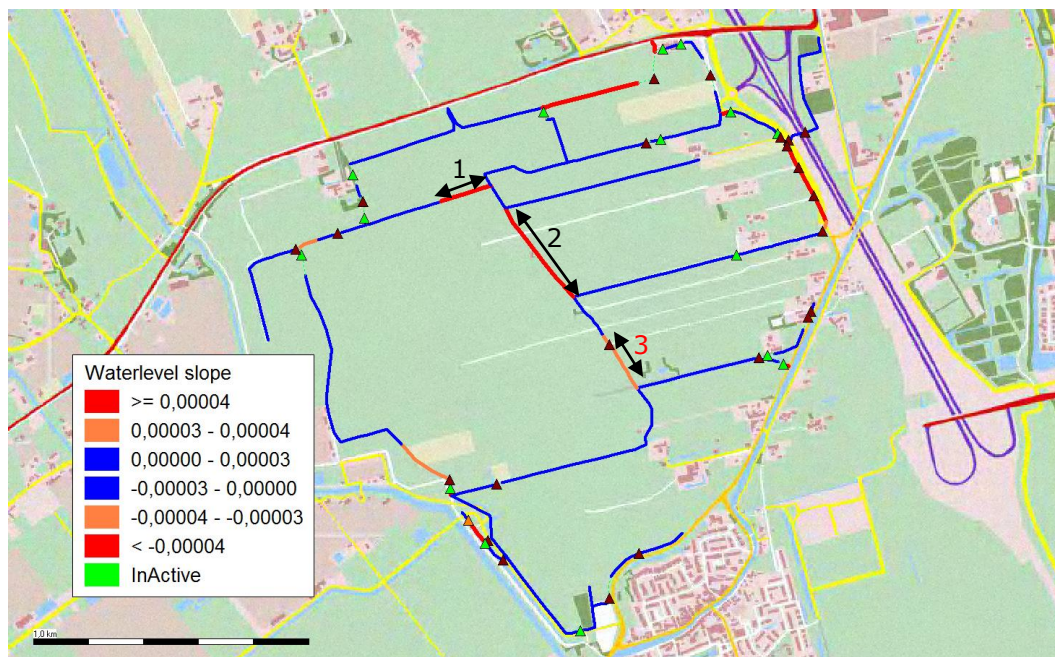 1
2
3
Waterlevel slope
>= 0,00004
0,00003 - 0,00004
0,00000 - 0,00003
-0,00003 - 0,00000
-0,00004 - -0,00003
< -0,00004
InActive
1,0 km